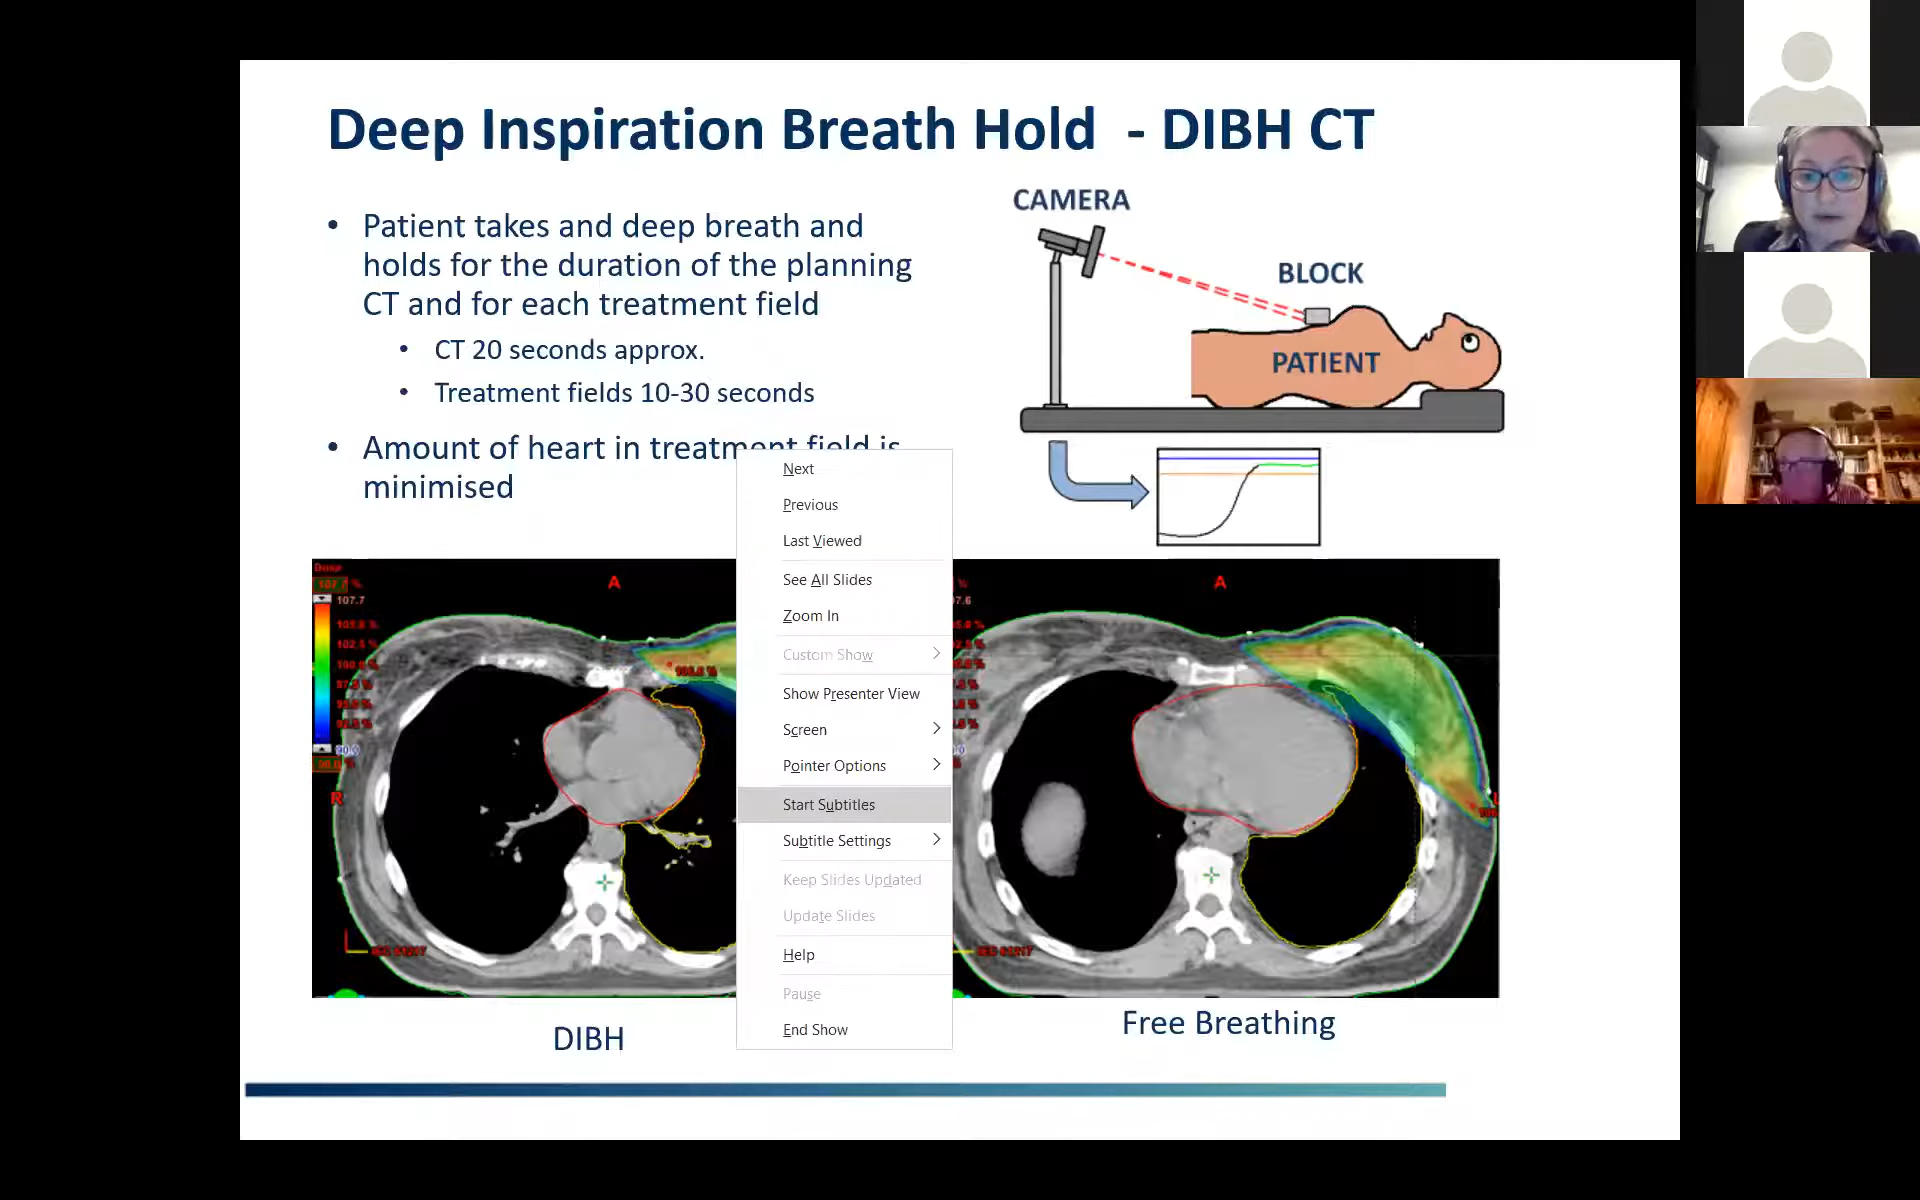 Deep Inspiration Breath Hold - DIBH CT
• Patient takes and deep breath and
holds for the duration of the planning
CT and for each treatment field
• CT 20 seconds approx.
• Treatment fields 10-30 seconds
• Amount of heart in treatment field is
minimised
CAMERA
BLOCK
PATIENT
Next
Previous
Last Viewed
See All Slides
Zoom In
Custom Show
Show Presenter View
Screen
Pointer Options
Start Subtitles
Subtitle Settings
Keep Slides Updated
Update Slides
Help
Pause
End Show
Dose
107.7
A
R
A
DIBH
Free Breathing